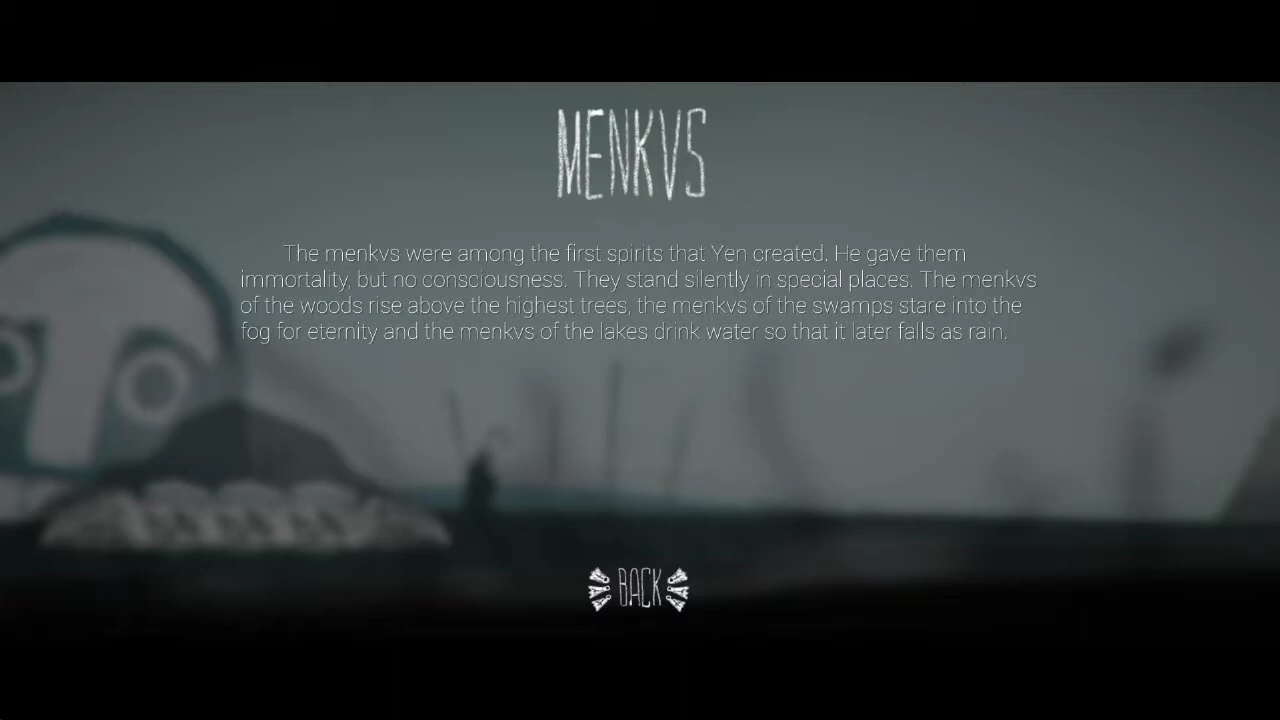 MENKVS
The menkvs were among the first spirits that Yen created. He gave them
immortality, but no consciousness. They stand silently in special places. The menkvs
of the woods rise above the highest trees, the menkvs of the swamps stare into the
fog for eternity and the menkvs of the lakes drink water so that it later falls as rain.
BACK